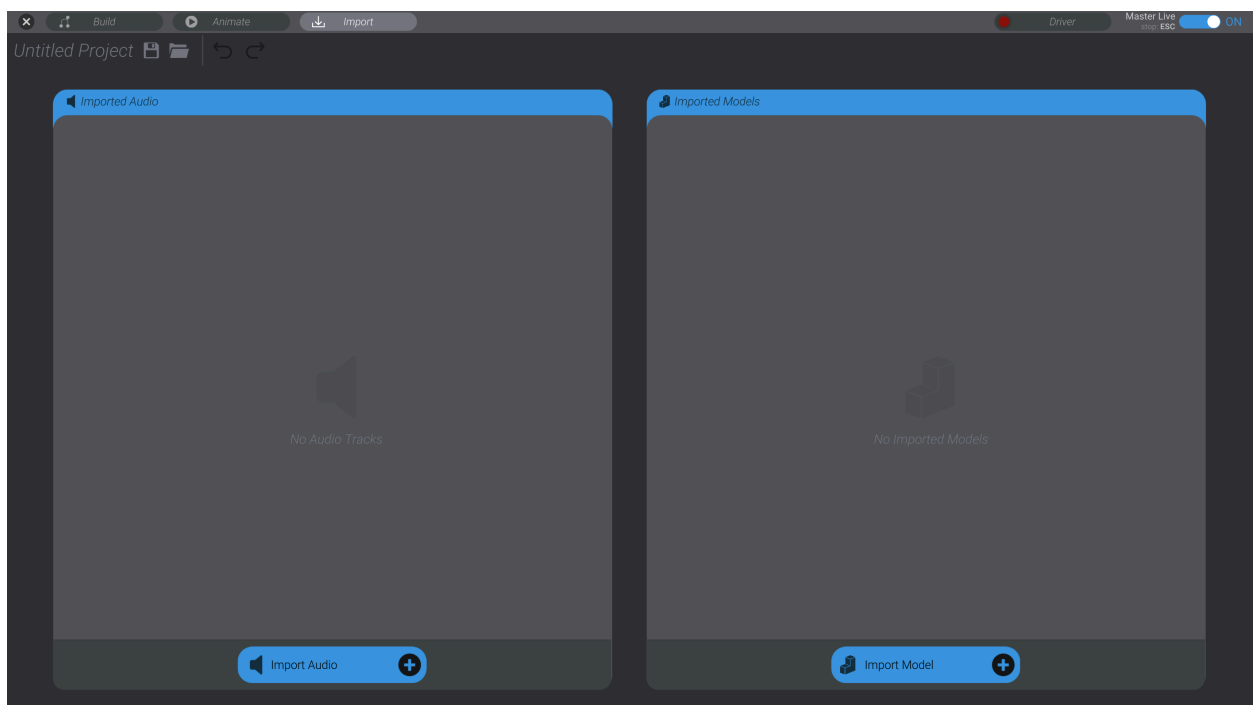 Build
Animate
Import
Driver
Master Live
stop: ESC
ON
Untitled Project
Imported Audio
Imported Models
No Audio Tracks
No Imported Models
Import Audio
Import Model